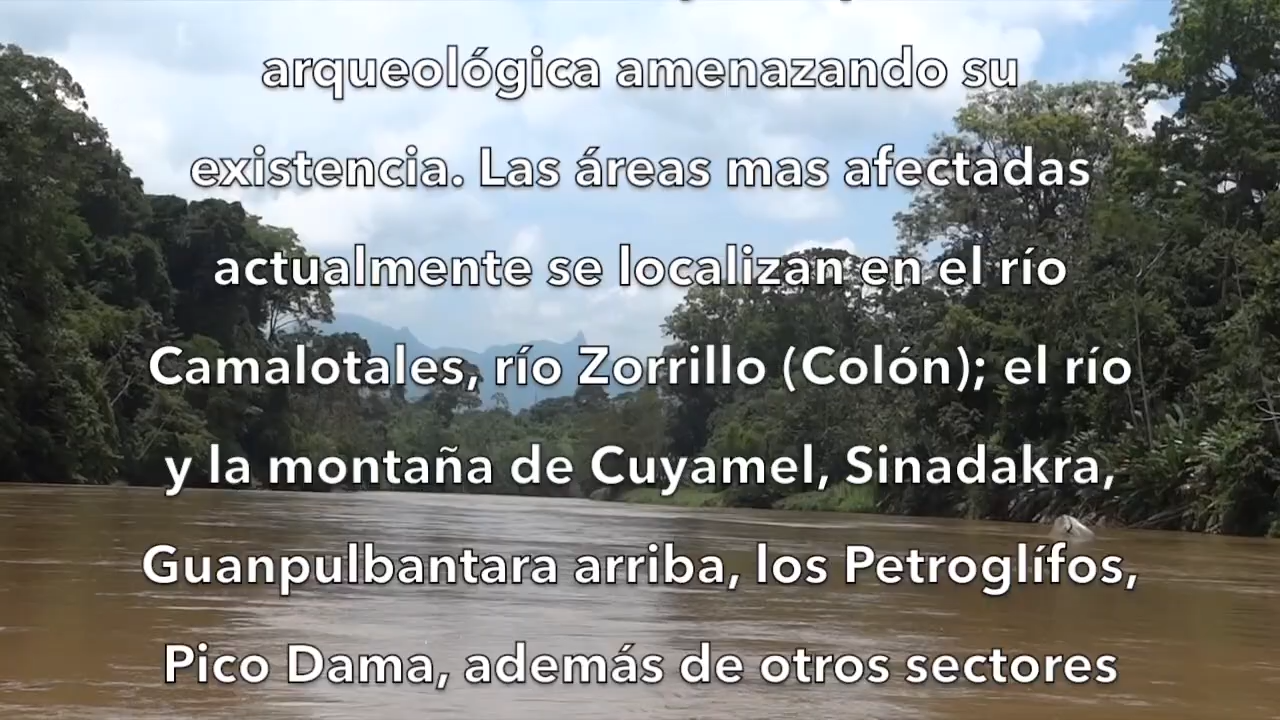 arqueológica amenazando su
existencia. Las áreas mas afectadas
actualmente se localizan en el río
Camalotales, río Zorrillo (Colón); el río
y la montaña de Cuyamel, Sinadakra,
Guanpulbantara arriba, los Petroglífos,
Pico Dama, además de otros sectores